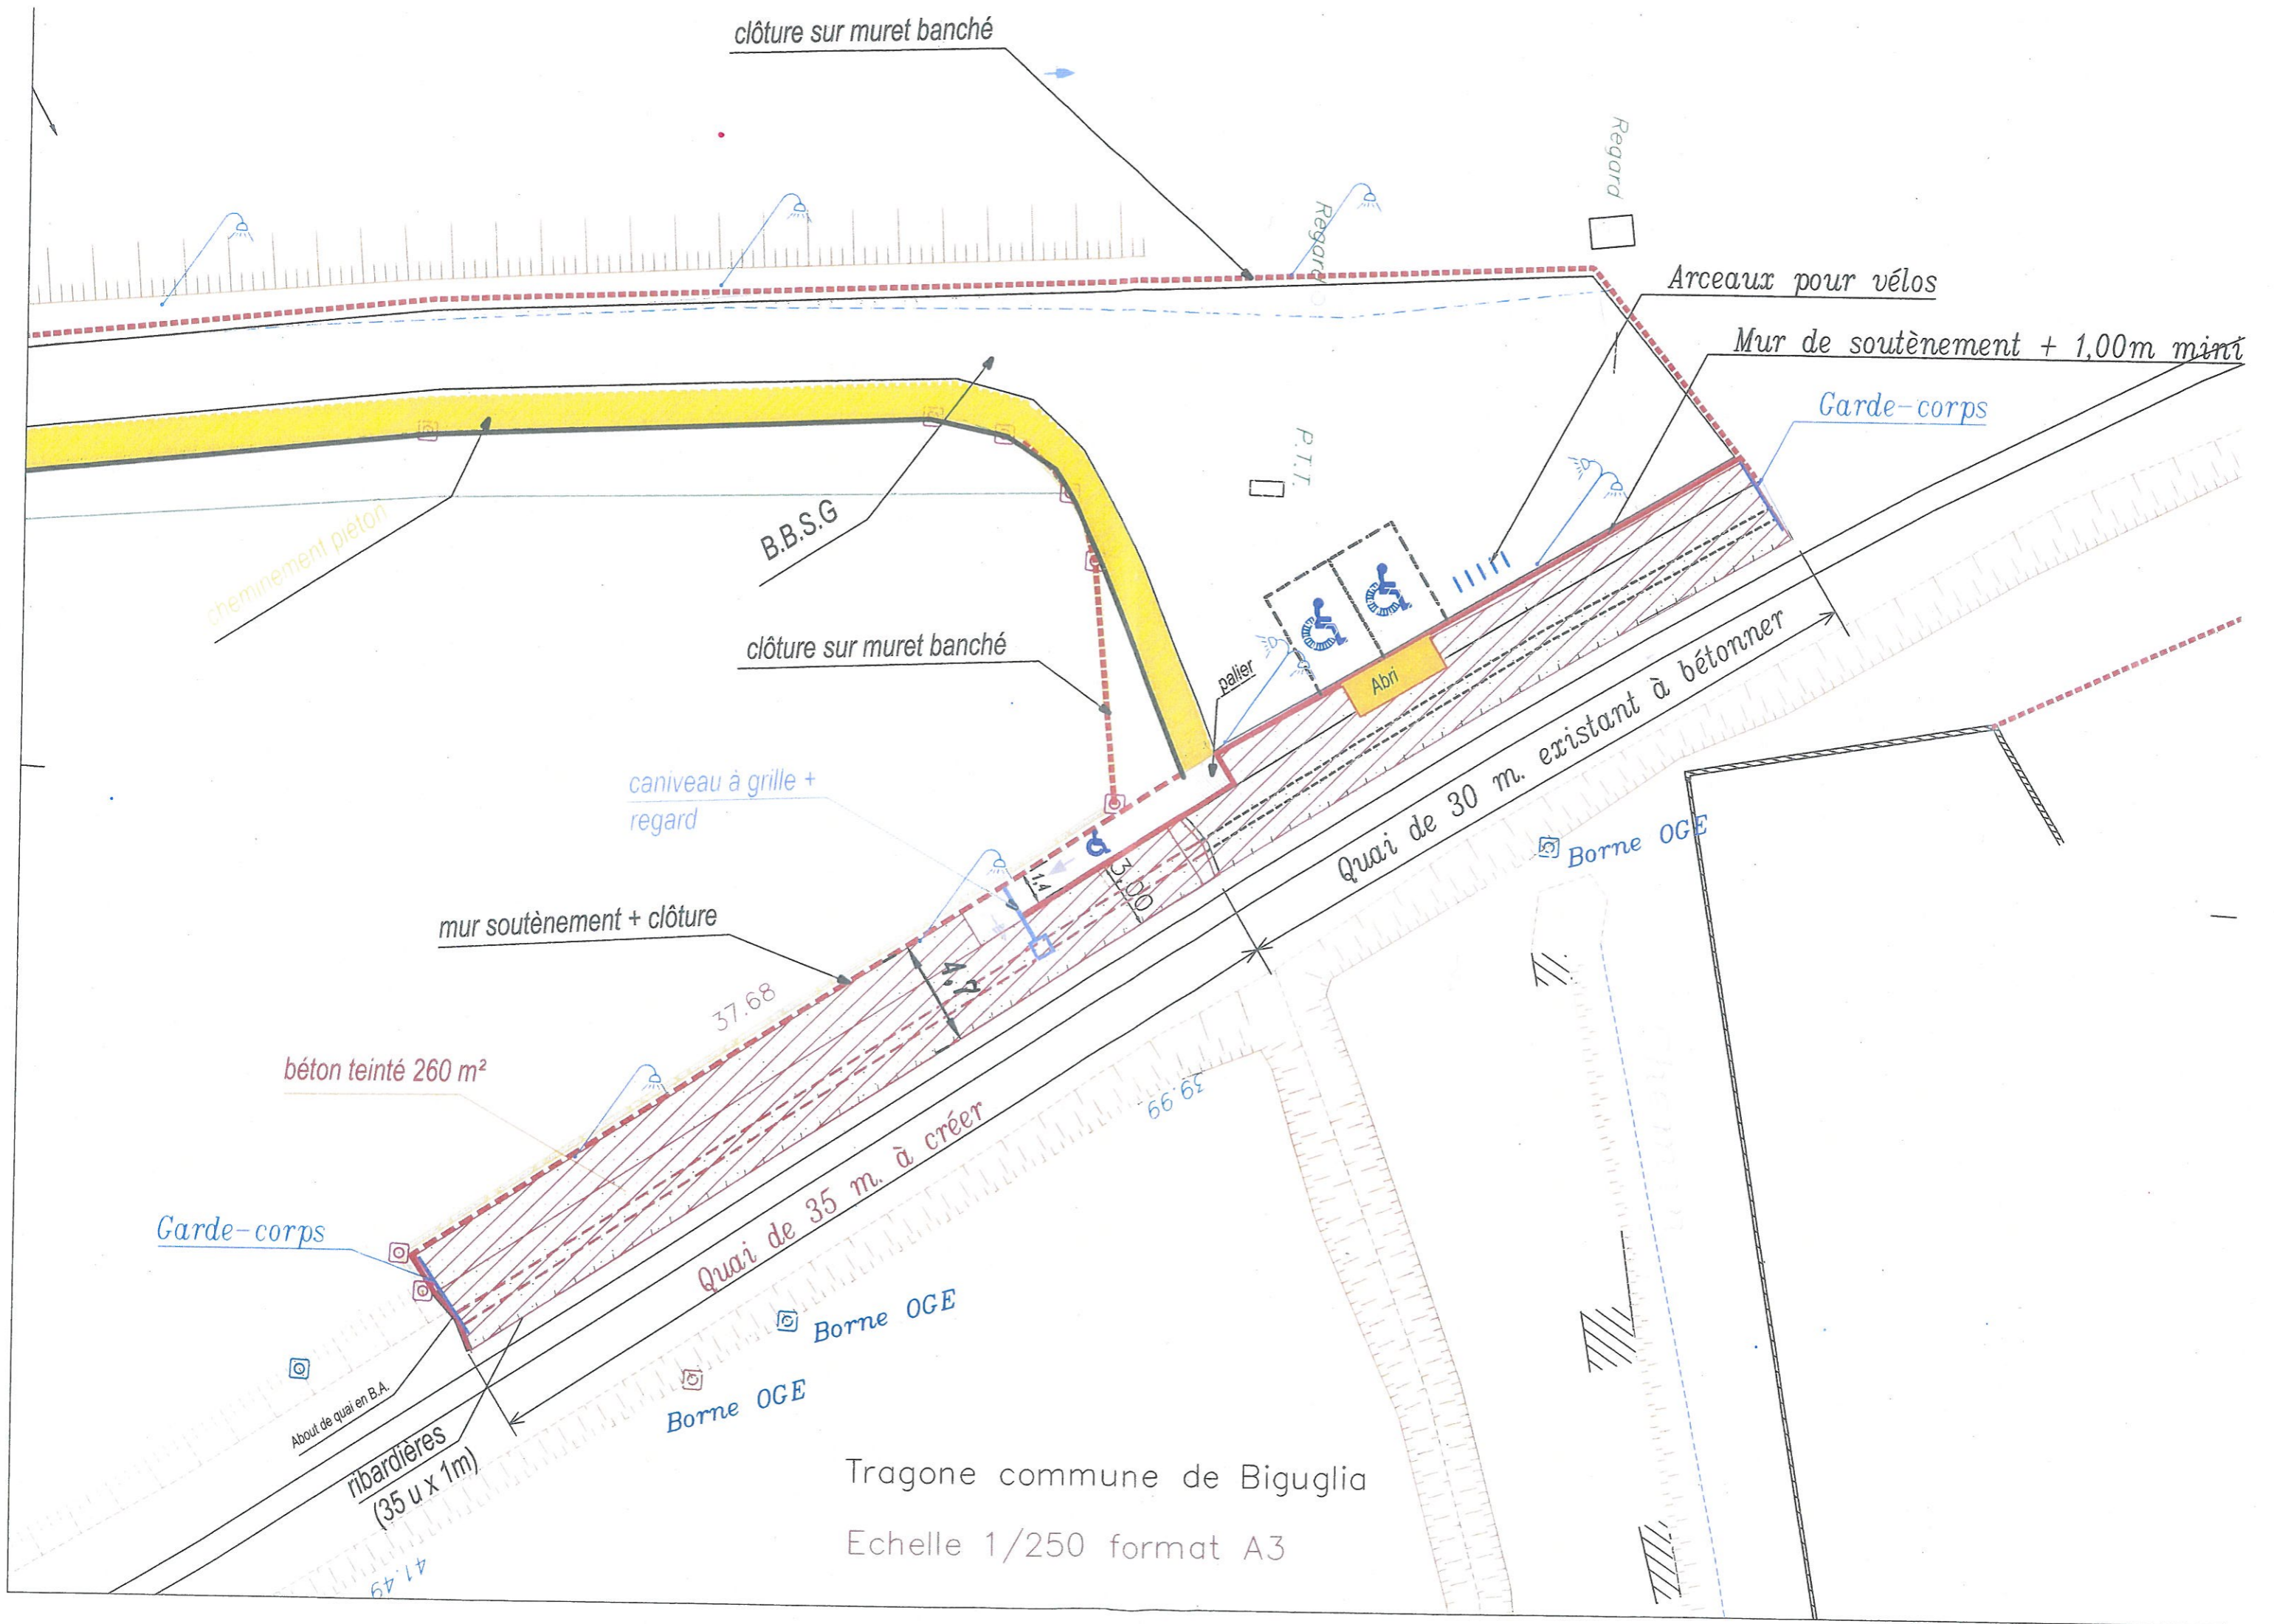 clôture sur muret banché
Regard
Regard
Arceaux pour vélos
Mur de soutènement + 1,00m mini
Garde-corps
P.T.T.
cheminement piéton
B.B.S.G
clôture sur muret banché
palier
Abri
Quai de 30 m. existant à bétonner
caniveau à grille +
regard
Borne OGE
1,4
3,00
mur soutènement + clôture
4,7
37.68
béton teinté 260 m²
39.99
Quai de 35 m. à créer
Garde-corps
Borne OGE
Borne OGE
About de quai en B.A.
ribardières
(35 u x 1m)
41.49
Tragone commune de Biguglia
Echelle 1/250 format A3